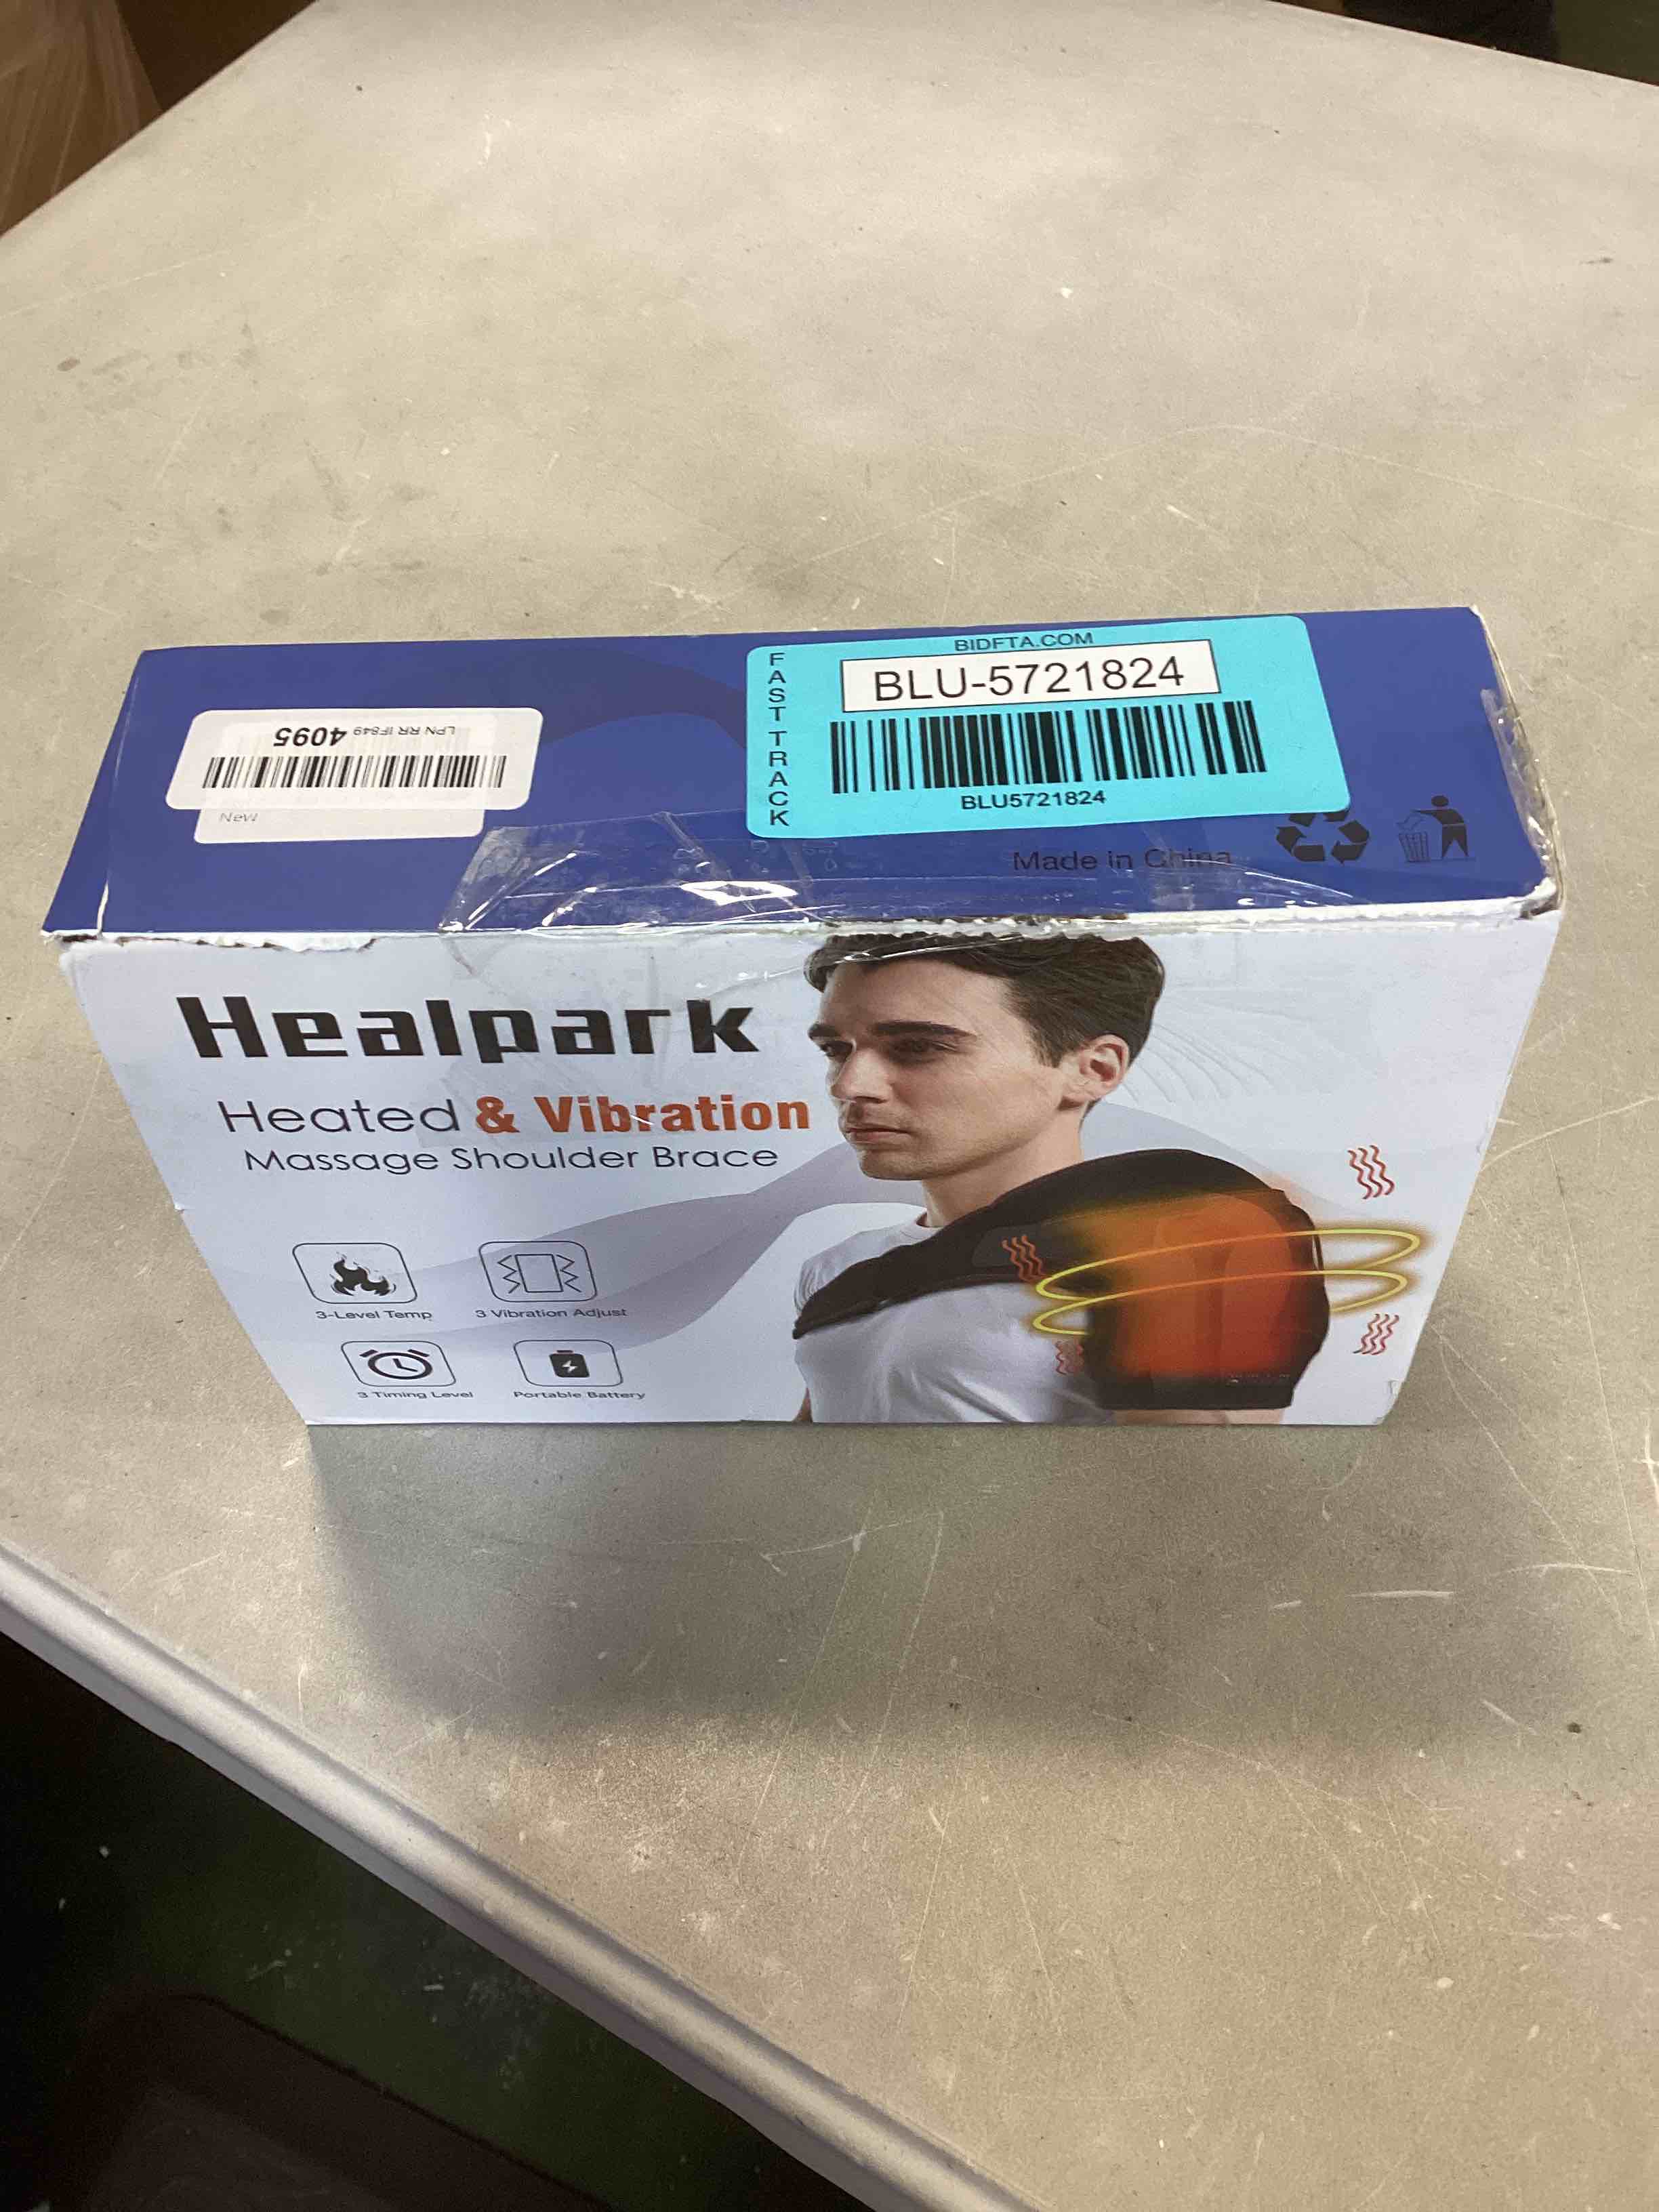 BIDFTA.COM
FAST TRACK
BLU-5721824
BLU5721824
LPN RR IF849 4095
New
Made in China
Healpark
Heated & Vibration
Massage Shoulder Brace
3-Level Temp
3 Vibration Adjust
3 Timing Level
Portable Battery